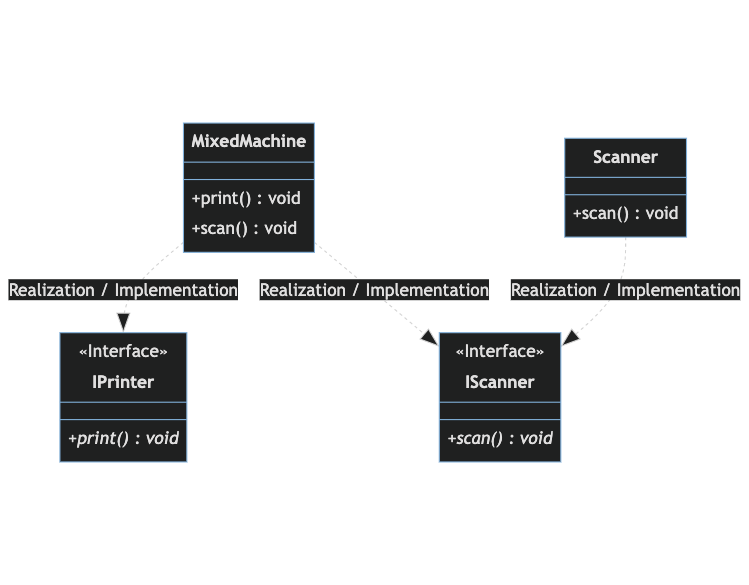 MixedMachine
+print() : void
+scan() : void
Scanner
+scan() : void
Realization / Implementation
Realization / Implementation
Realization / Implementation
«Interface»
IPrinter
+print() : void
«Interface»
IScanner
+scan() : void